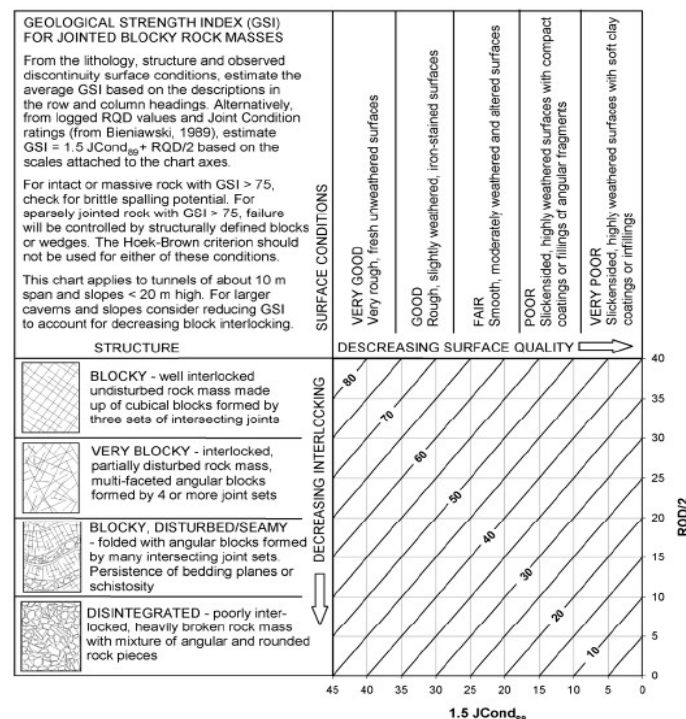 GEOLOGICAL STRENGTH INDEX (GSI)
FOR JOINTED BLOCKY ROCK MASSES
From the lithology, structure and observed
discontinuity surface conditions, estimate the
average GSI based on the descriptions in
the row and column headings. Alternatively,
from logged RQD values and Joint Condition
ratings (from Bieniawski, 1989), estimate
GSI = 1.5 JCond89 + RQD/2 based on the
scales attached to the chart axes.
For intact or massive rock with GSI > 75,
check for brittle spalling potential. For
sparsely jointed rock with GSI > 75, failure
will be controlled by structurally defined blocks
or wedges. The Hoek-Brown criterion should
not be used for either of these conditions.
This chart applies to tunnels of about 10 m
span and slopes < 20 m high. For larger
caverns and slopes consider reducing GSI
to account for decreasing block interlocking.
SURFACE CONDITIONS
VERY GOOD
Very rough, fresh unweathered surfaces
GOOD
Rough, slightly weathered, iron-stained surfaces
FAIR
Smooth, moderately weathered and altered surfaces
POOR
Slickensided, highly weathered surfaces with compact
coatings or fillings of angular fragments
VERY POOR
Slickensided, highly weathered surfaces with soft clay
coatings or infillings
STRUCTURE
DESCREASING SURFACE QUALITY
BLOCKY - well interlocked
undisturbed rock mass made
up of cubical blocks formed by
three sets of intersecting joints
VERY BLOCKY - interlocked,
partially disturbed rock mass,
multi-faceted angular blocks
formed by 4 or more joint sets
BLOCKY, DISTURBED/SEAMY
- folded with angular blocks formed
by many intersecting joint sets.
Persistence of bedding planes or
schistosity
DISINTEGRATED - poorly inter-
locked, heavily broken rock mass
with mixture of angular and rounded
rock pieces
DECREASING INTERLOCKING
80
70
60
50
40
30
20
10
40
35
30
25
20
15
10
5
0
RQD/2
45 40 35 30 25 20 15 10 5 0
1.5 JCond89